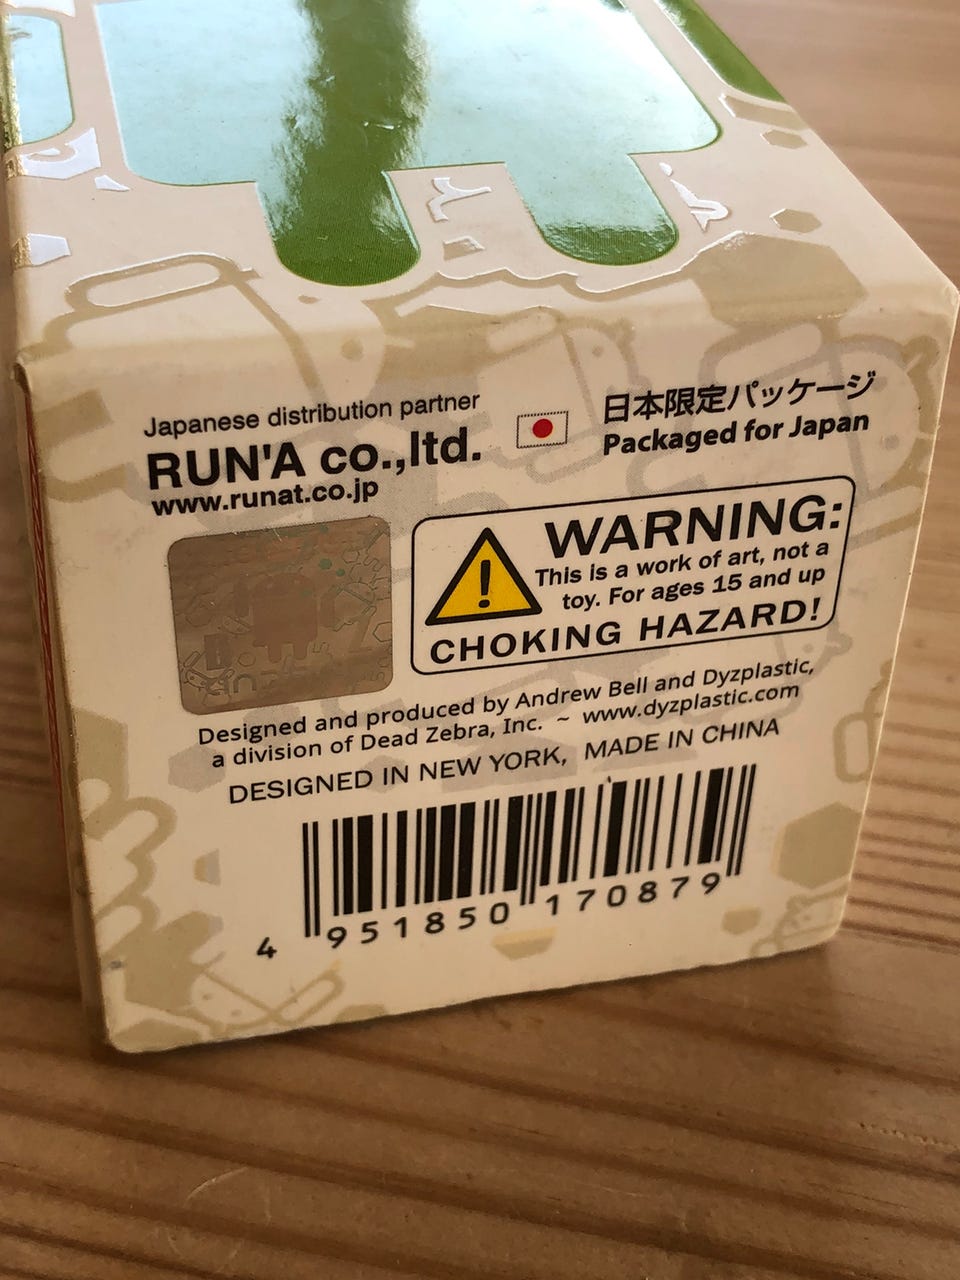 Japanese distribution partner
RUN'A co.,ltd.
www.runat.co.jp
日本限定パッケージ
Packaged for Japan
WARNING:
This is a work of art, not a
toy. For ages 15 and up
CHOKING HAZARD!
Designed and produced by Andrew Bell and Dyzplastic,
a division of Dead Zebra, Inc. ~ www.dyzplastic.com
DESIGNED IN NEW YORK, MADE IN CHINA
4 951850 170879